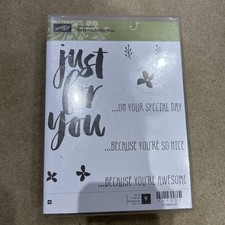 just
for
you
...ON YOUR SPECIAL DAY
...BECAUSE YOU'RE SO NICE
...BECAUSE YOU'RE AWESOME